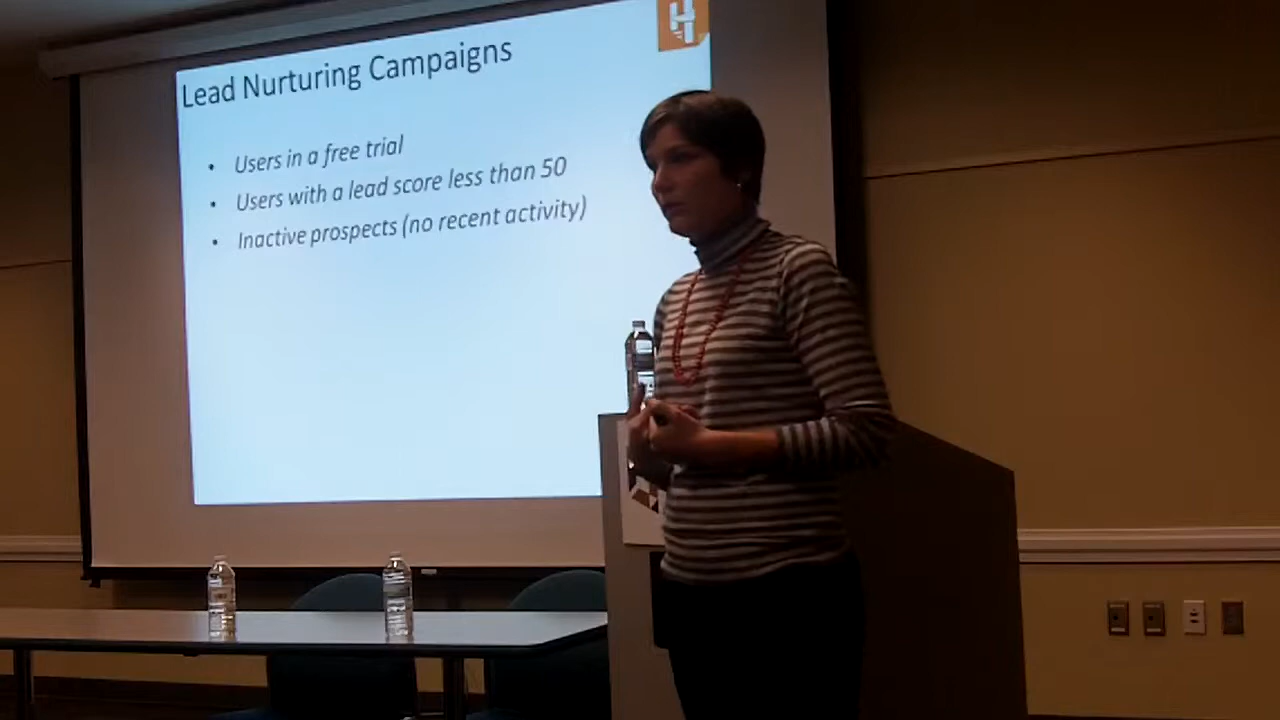 Lead Nurturing Campaigns
• Users in a free trial
• Users with a lead score less than 50
• Inactive prospects (no recent activity)